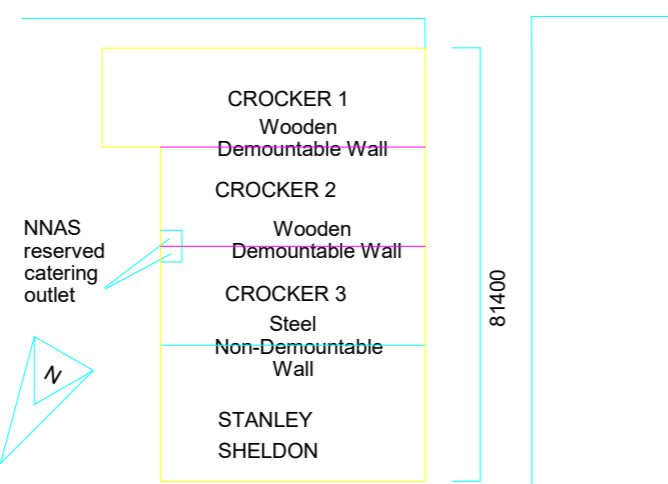 CROCKER 1
Wooden
Demountable Wall
CROCKER 2
NNAS
reserved
catering
outlet
Wooden
Demountable Wall
CROCKER 3
81400
Steel
Non-Demountable
Wall
N
STANLEY
SHELDON